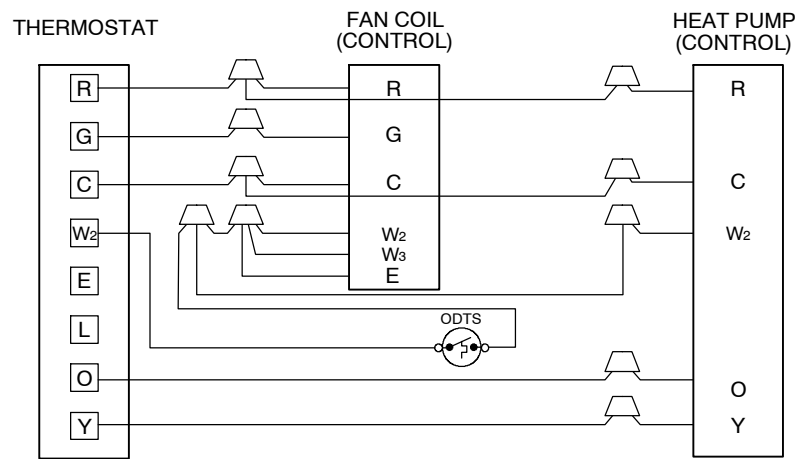 THERMOSTAT
FAN COIL
(CONTROL)
HEAT PUMP
(CONTROL)
R
G
C
W2
E
L
O
Y
R
G
C
W2
W3
E
ODTS
R
C
W2
O
Y